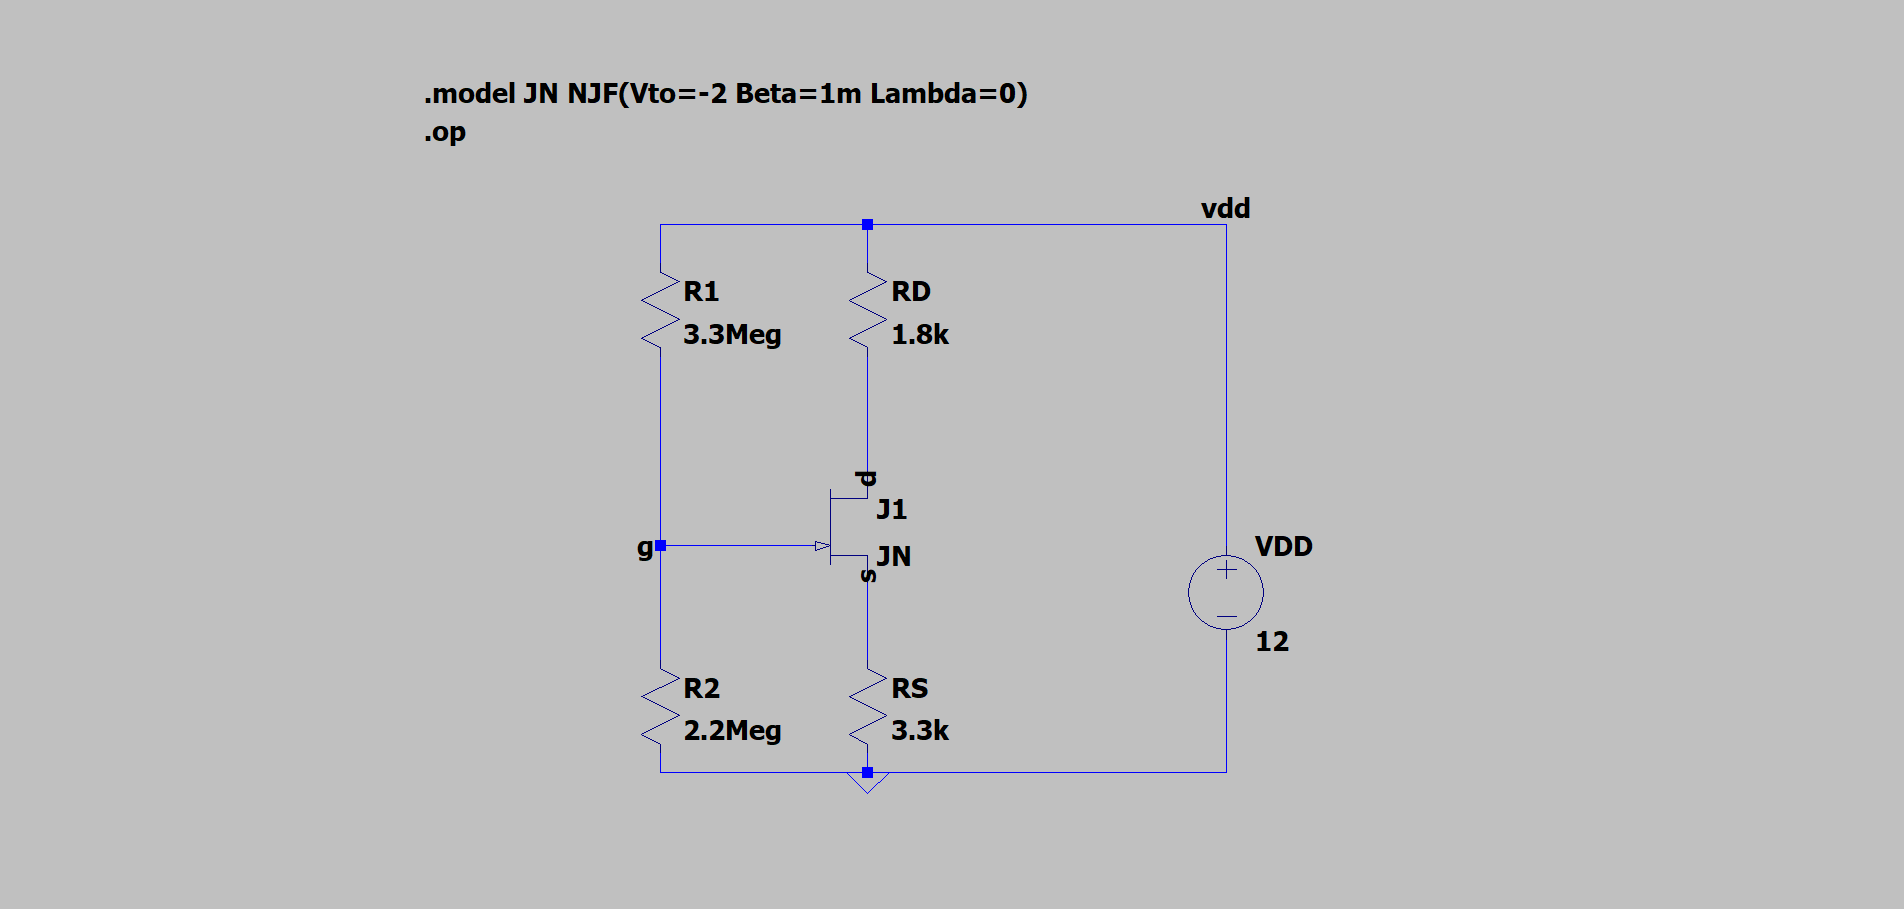 .model JN NJF(Vto=-2 Beta=1m Lambda=0)
.op
vdd
R1
3.3Meg
RD
1.8k
d
J1
g
JN
s
VDD
+
−
12
R2
2.2Meg
RS
3.3k